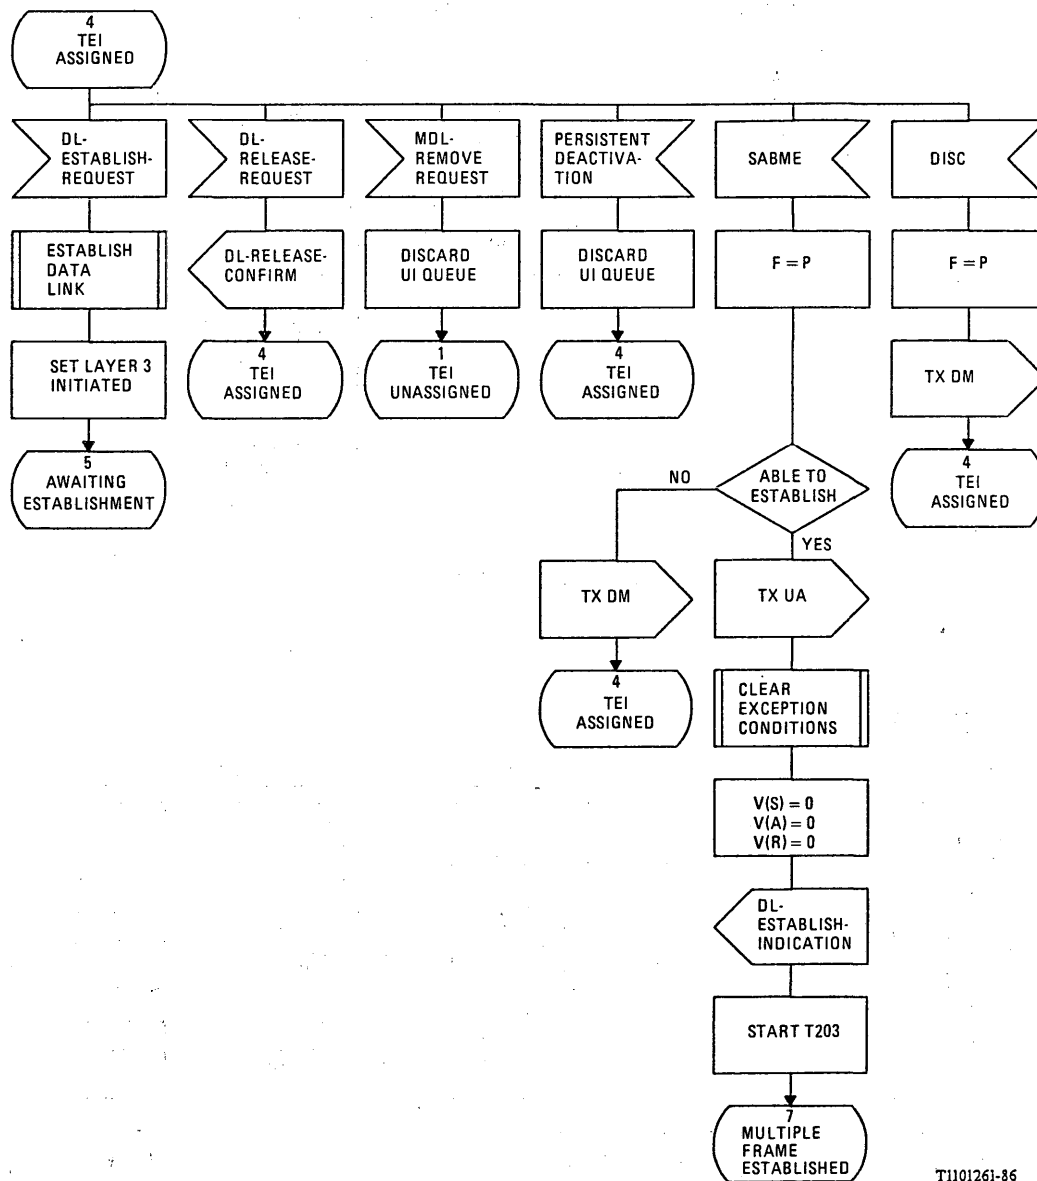 4
TEI
ASSIGNED
DL-
ESTABLISH-
REQUEST
DL-
RELEASE-
REQUEST
MDL-
REMOVE
REQUEST
PERSISTENT
DEACTIVA-
TION
SABME
DISC
ESTABLISH
DATA
LINK
DL-RELEASE-
CONFIRM
DISCARD
UI QUEUE
DISCARD
UI QUEUE
F = P
F = P
SET LAYER 3
INITIATED
4
TEI
ASSIGNED
1
TEI
UNASSIGNED
4
TEI
ASSIGNED
TX DM
5
AWAITING
ESTABLISHMENT
NO
ABLE TO
ESTABLISH
YES
4
TEI
ASSIGNED
TX DM
TX UA
4
TEI
ASSIGNED
CLEAR
EXCEPTION
CONDITIONS
V(S) = 0
V(A) = 0
V(R) = 0
DL-
ESTABLISH-
INDICATION
START T203
7
MULTIPLE
FRAME
ESTABLISHED
T1101261-86